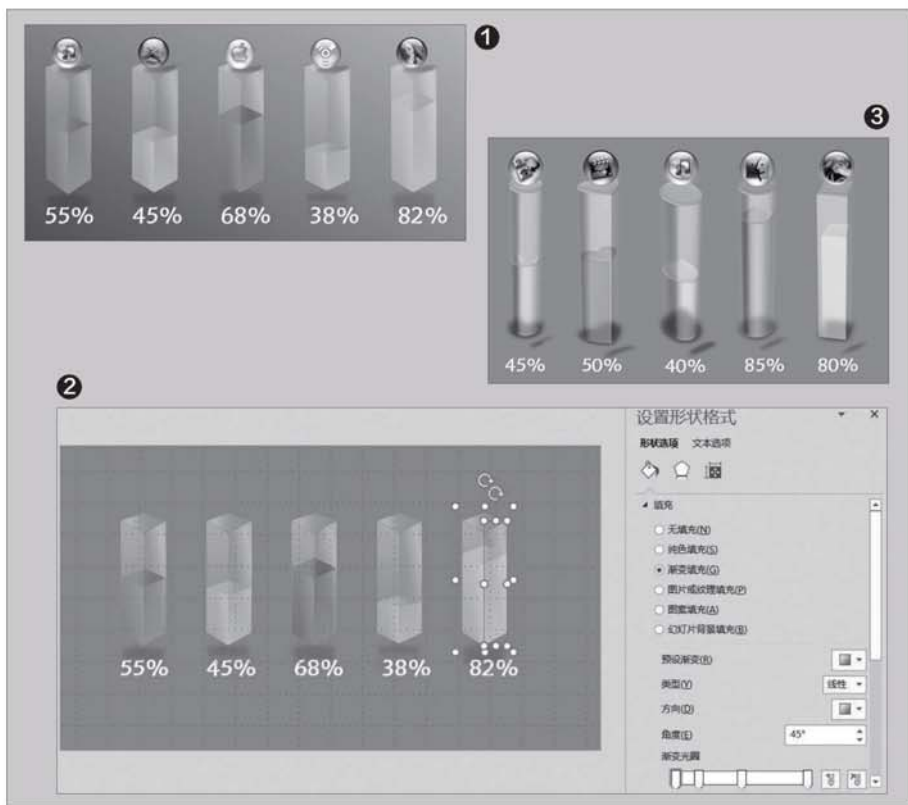 1
55% 45% 68% 38% 82%
3
45% 50% 40% 85% 80%
2
55% 45% 68% 38% 82%
设置形状格式
形状选项 文本选项
填充
无填充(N)
纯色填充(S)
渐变填充(G)
图片或纹理填充(P)
图案填充(A)
幻灯片背景填充(B)
预设渐变(R)
类型(Y) 线性
方向(D)
角度(E) 45°
渐变光圈